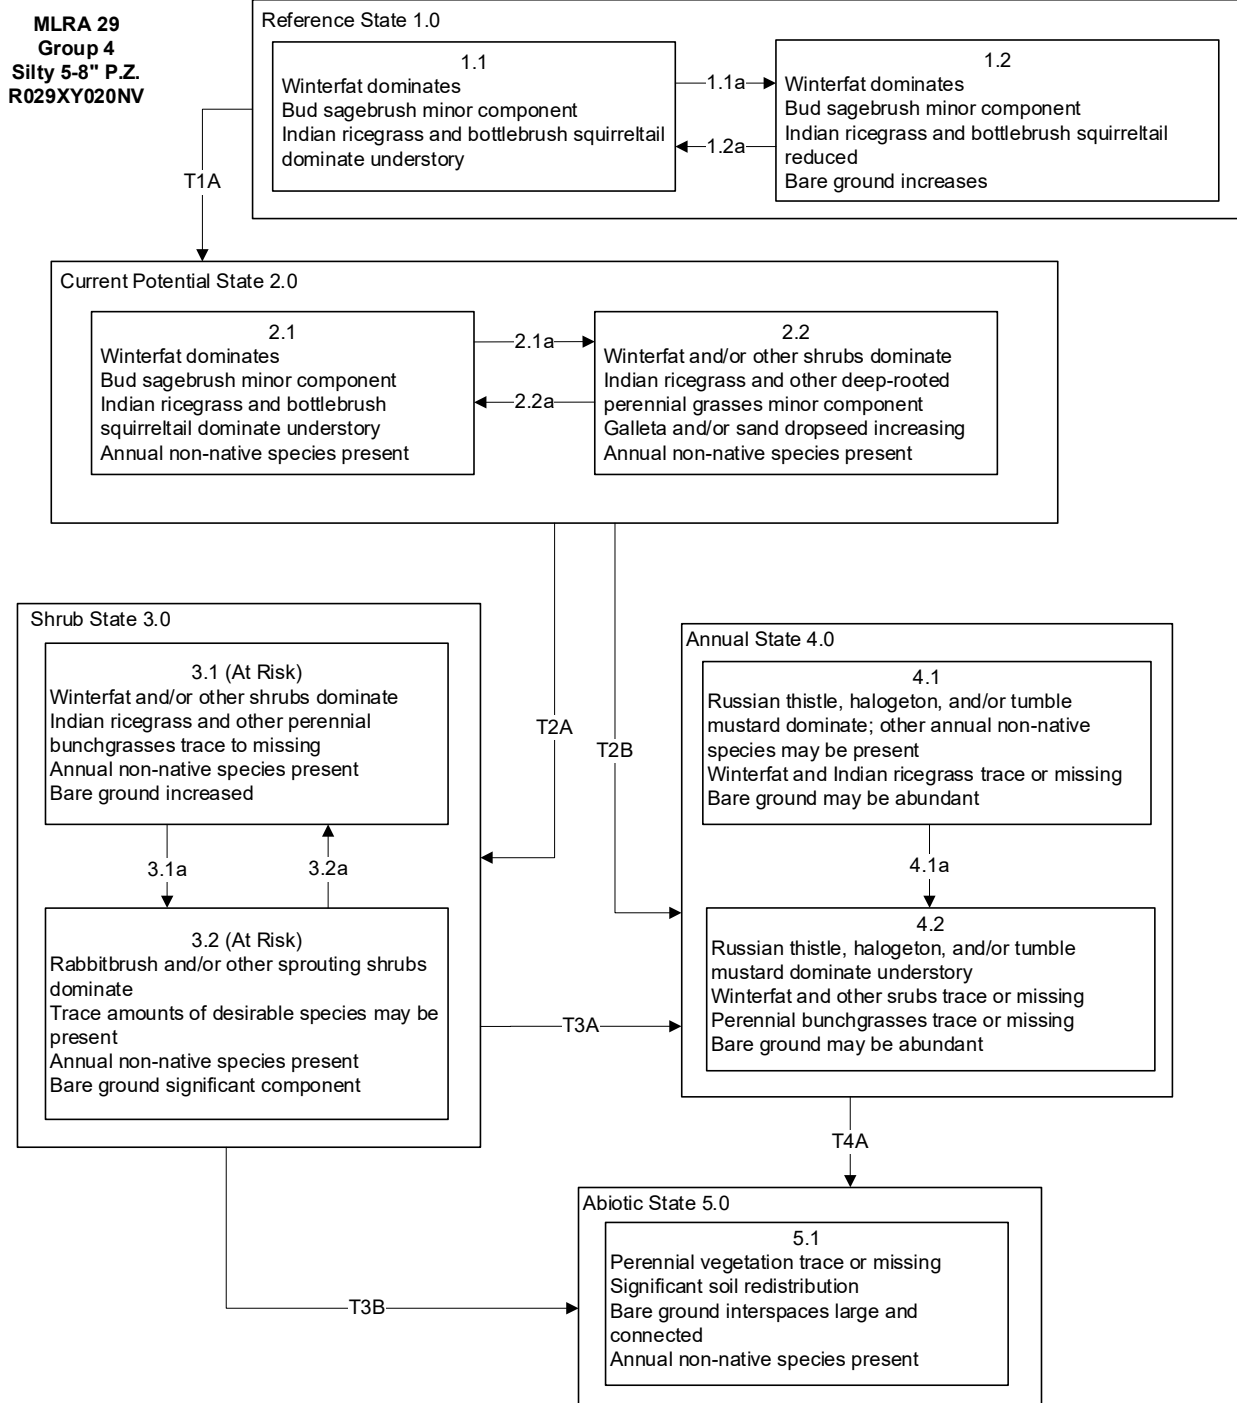 MLRA 29
Group 4
Silty 5-8" P.Z.
R029XY020NV
Reference State 1.0
1.1
Winterfat dominates
Bud sagebrush minor component
Indian ricegrass and bottlebrush squirreltail
dominate understory
1.1a
1.2a
1.2
Winterfat dominates
Bud sagebrush minor component
Indian ricegrass and bottlebrush squirreltail
reduced
Bare ground increases
T1A
Current Potential State 2.0
2.1
Winterfat dominates
Bud sagebrush minor component
Indian ricegrass and bottlebrush
squirreltail dominate understory
Annual non-native species present
2.1a
2.2a
2.2
Winterfat and/or other shrubs dominate
Indian ricegrass and other deep-rooted
perennial grasses minor component
Galleta and/or sand dropseed increasing
Annual non-native species present
T2A
T2B
Shrub State 3.0
3.1 (At Risk)
Winterfat and/or other shrubs dominate
Indian ricegrass and other perennial
bunchgrasses trace to missing
Annual non-native species present
Bare ground increased
3.1a
3.2a
3.2 (At Risk)
Rabbitbrush and/or other sprouting shrubs
dominate
Trace amounts of desirable species may be
present
Annual non-native species present
Bare ground significant component
T3A
Annual State 4.0
4.1
Russian thistle, halogeton, and/or tumble
mustard dominate; other annual non-native
species may be present
Winterfat and Indian ricegrass trace or missing
Bare ground may be abundant
4.1a
4.2
Russian thistle, halogeton, and/or tumble
mustard dominate understory
Winterfat and other srubs trace or missing
Perennial bunchgrasses trace or missing
Bare ground may be abundant
T4A
T3B
Abiotic State 5.0
5.1
Perennial vegetation trace or missing
Significant soil redistribution
Bare ground interspaces large and
connected
Annual non-native species present